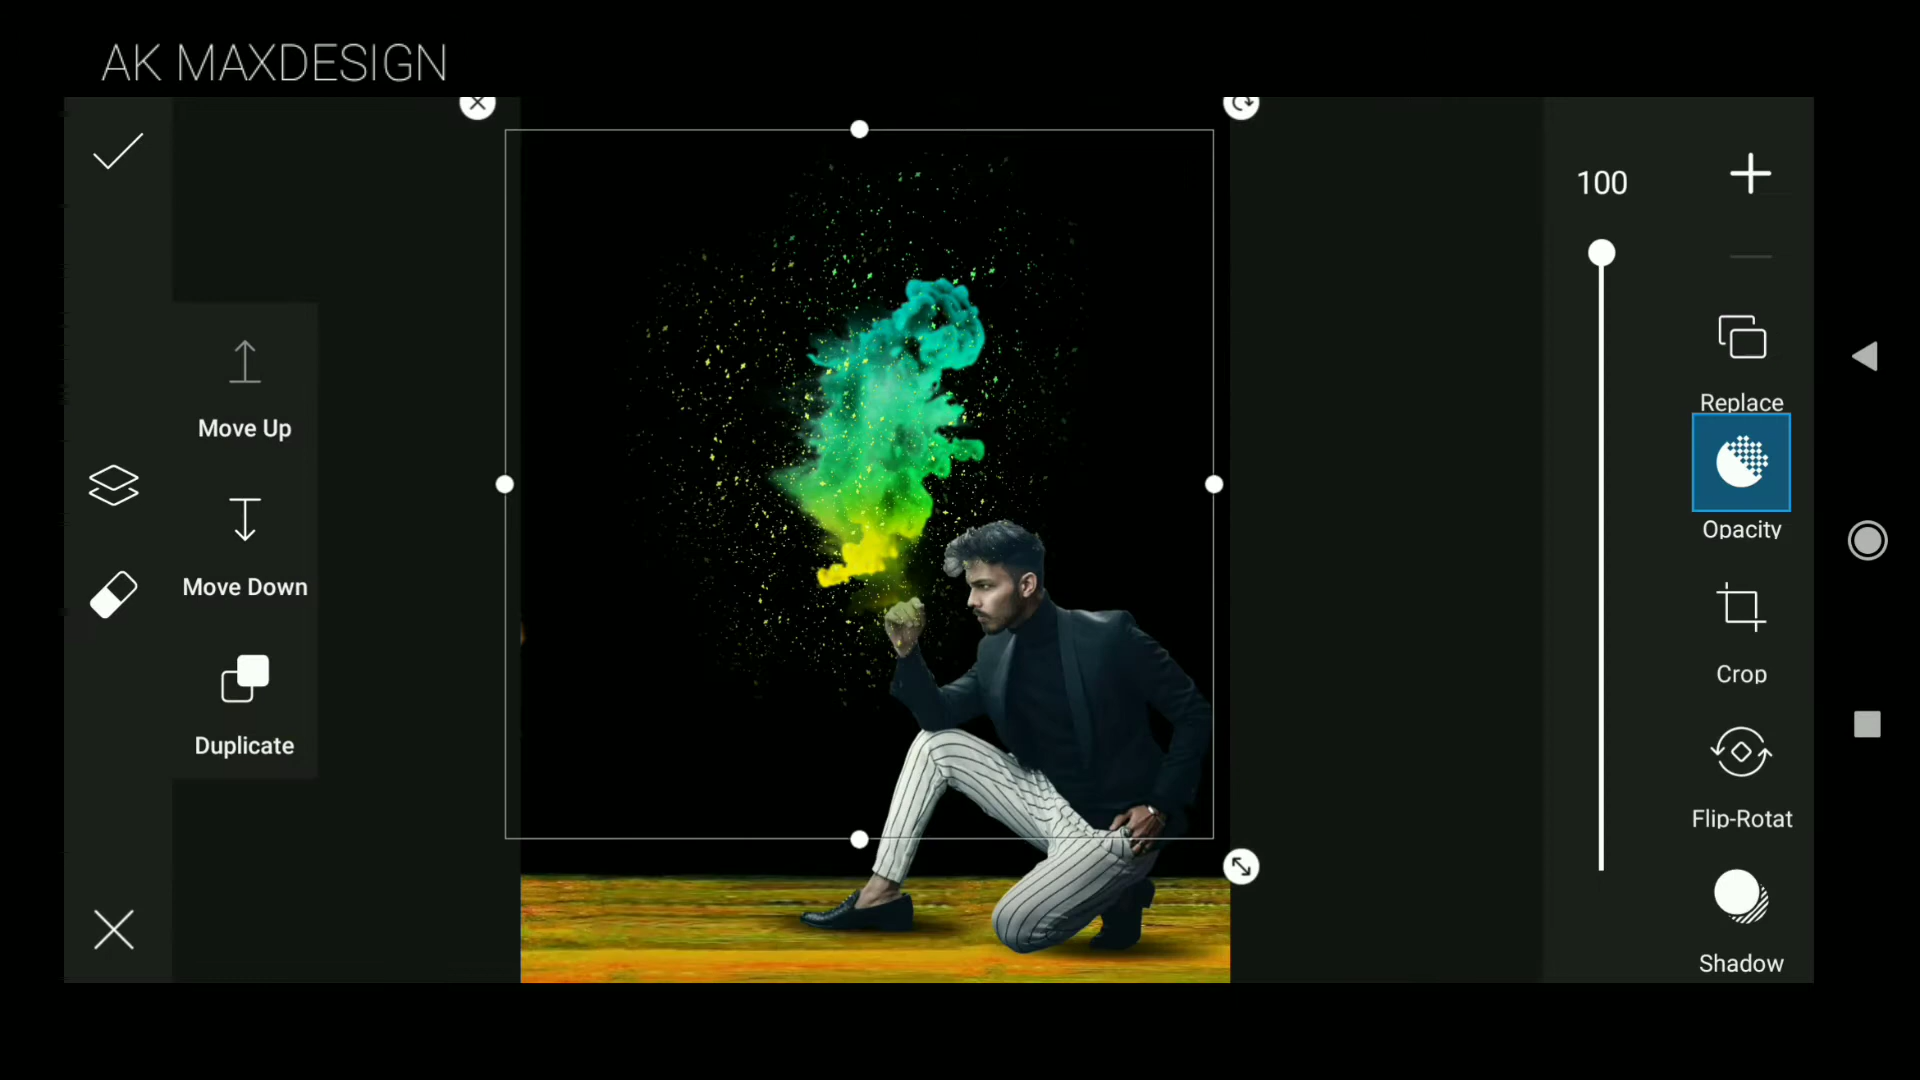 AK MAXDESIGN
100
Move Up
Move Down
Duplicate
Replace
Opacity
Crop
Flip-Rotat
Shadow